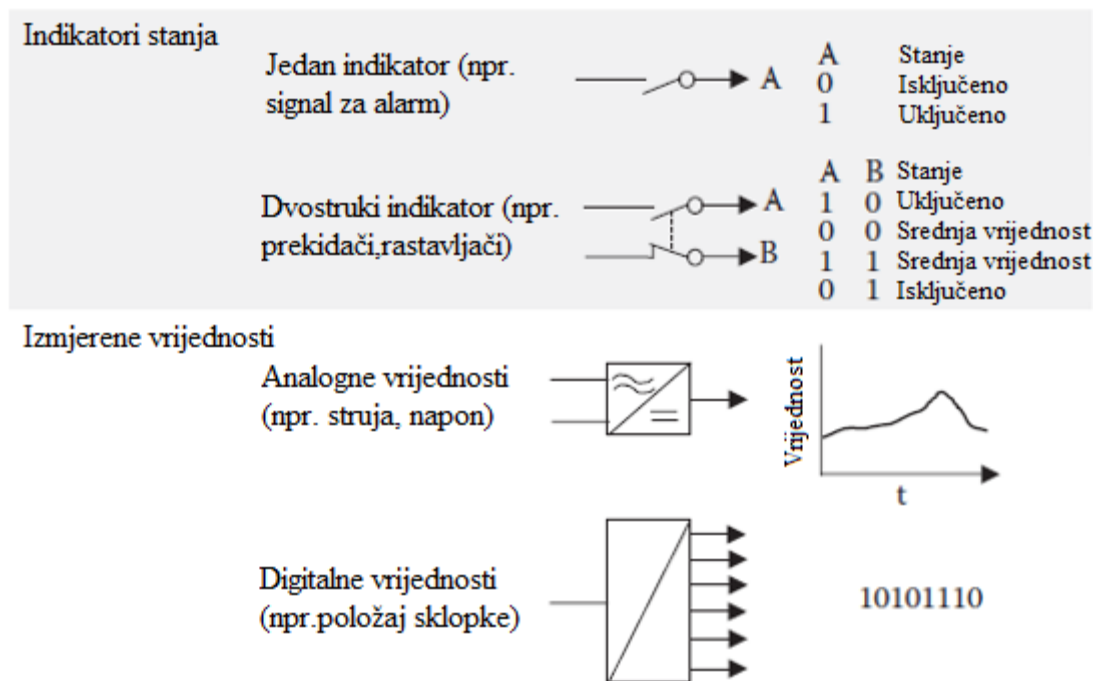 Indikatori stanja
Jedan indikator (npr.
signal za alarm)
A
A Stanje
0 Isključeno
1 Uključeno
Dvostruki indikator (npr.
prekidači,rastavljači)
A
B
A B Stanje
1 0 Uključeno
0 0 Srednja vrijednost
1 1 Srednja vrijednost
0 1 Isključeno
Izmjerene vrijednosti
Analogne vrijednosti
(npr. struja, napon)
Vrijednost
t
Digitalne vrijednosti
(npr.položaj sklopke)
10101110